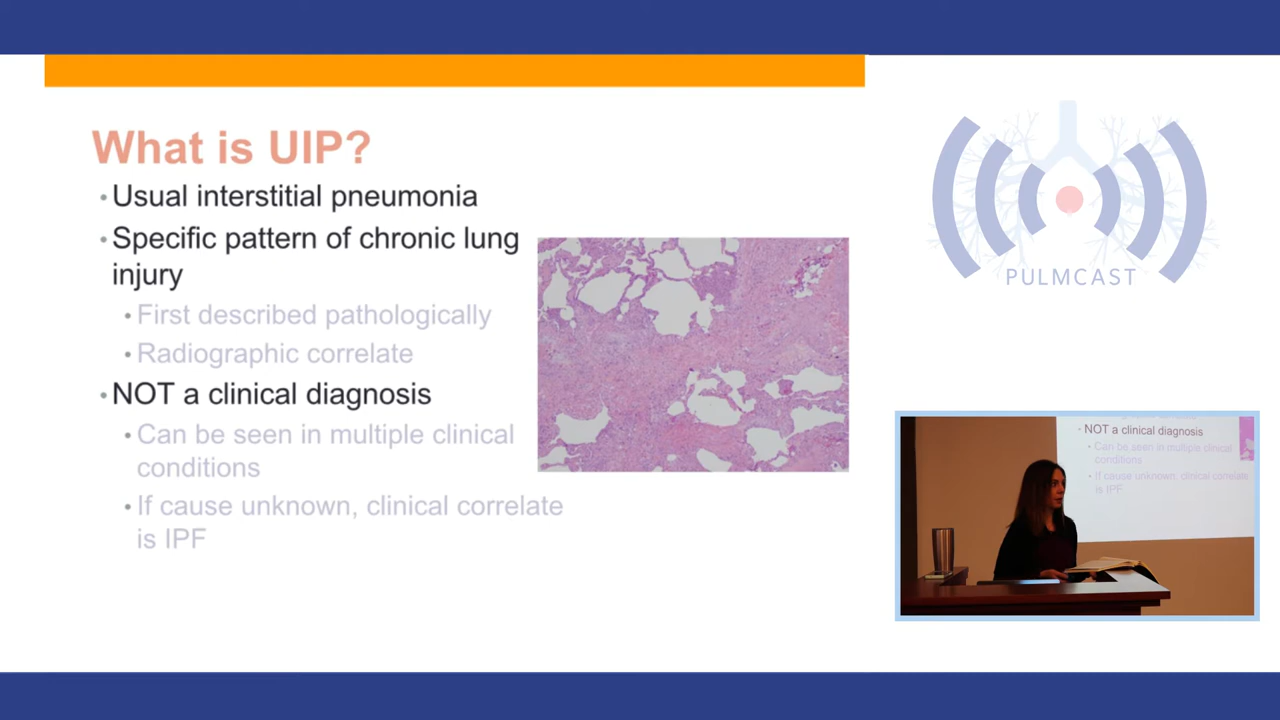 What is UIP?
• Usual interstitial pneumonia
• Specific pattern of chronic lung
injury
• First described pathologically
• Radiographic correlate
• NOT a clinical diagnosis
• Can be seen in multiple clinical
conditions
• If cause unknown, clinical correlate
is IPF
PULMCAST
• NOT a clinical diagnosis
• Can be seen in multiple clinical
conditions
• If cause unknown, clinical correlate
is IPF